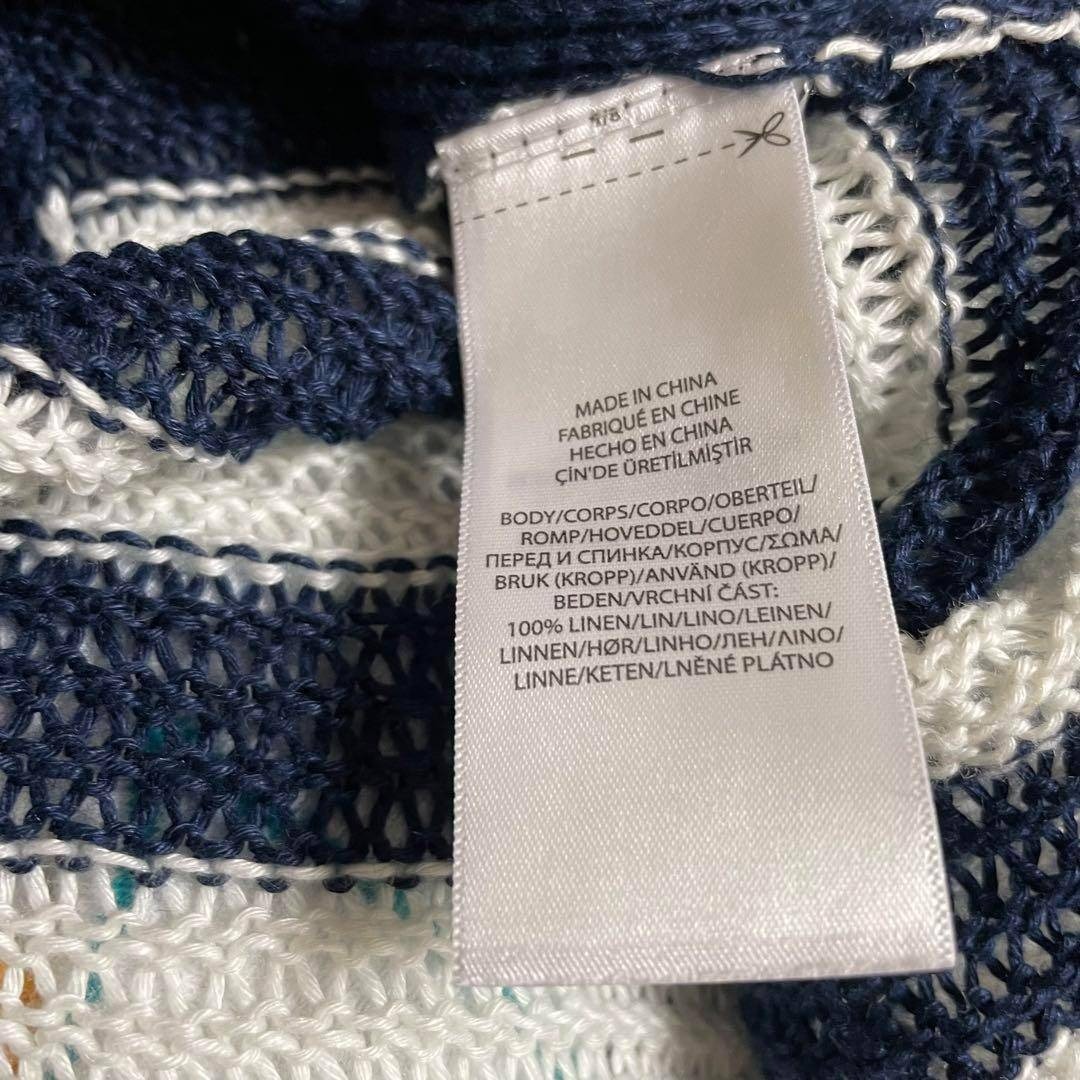 MADE IN CHINA
FABRIQUÉ EN CHINE
HECHO EN CHINA
ÇİN'DE ÜRETİLMİŞTİR
BODY/CORPS/CORPO/OBERTEIL/
ROMP/HOVEDDEL/CUERPO/
ПЕРЕД И СПИНКА/КОРПУС/ΣΩΜΑ/
BRUK (KROPP)/ANVÄND (KROPP)/
BEDEN/VRCHNÍ ČÁST:
100% LINEN/LIN/LINO/LEINEN/
LINNEN/HØR/LINHO/ЛЕН/ΛΙΝΟ/
LINNE/KETEN/LNĚNÉ PLÁTNO